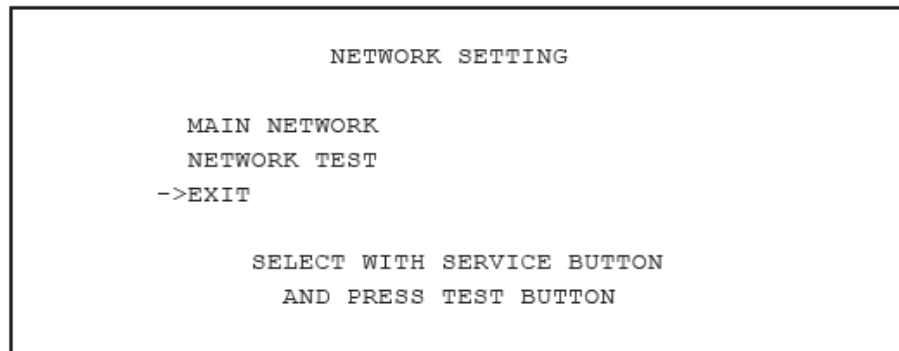 NETWORK SETTING
MAIN NETWORK
NETWORK TEST
->EXIT
SELECT WITH SERVICE BUTTON
AND PRESS TEST BUTTON